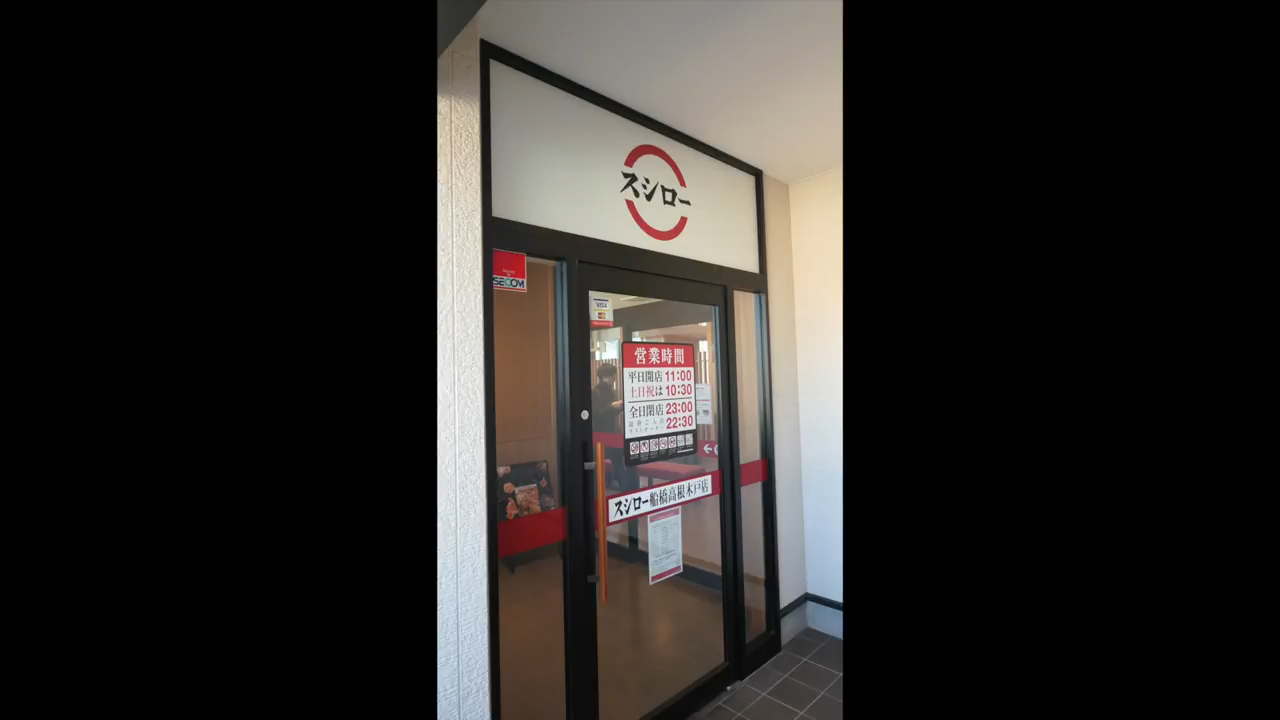 スシロー
SECOM
VISA
営業時間
平日開店 11:00
土日祝は 10:30
全日閉店 23:00
22:30
スシロー船橋高根木戸店